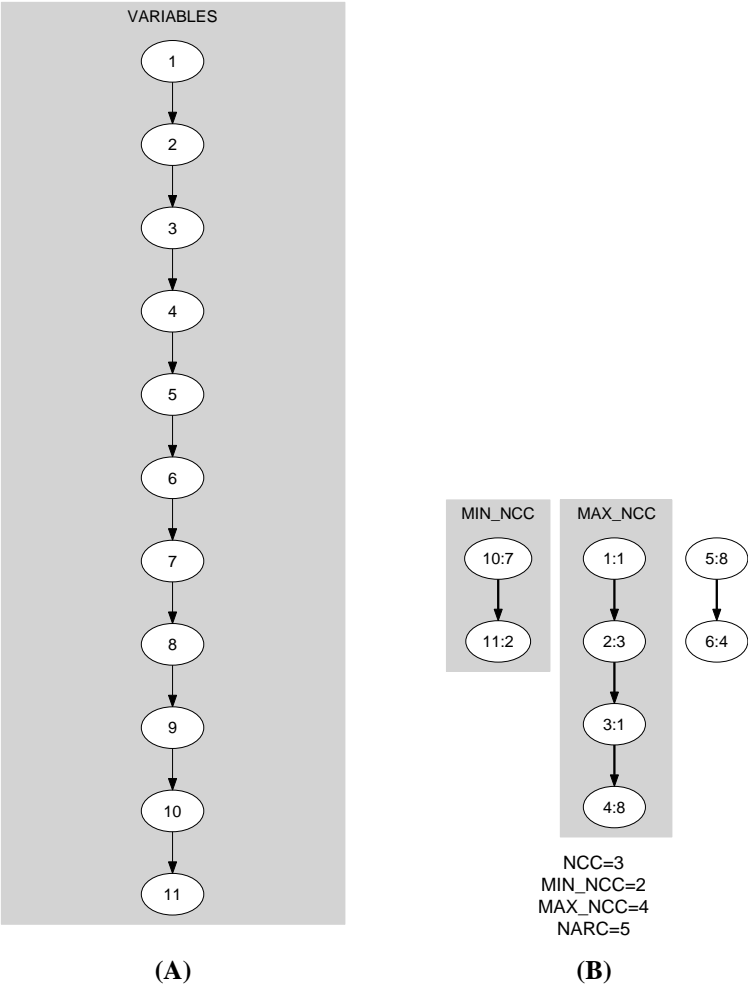 VARIABLES
1
2
3
4
5
6
7
8
9
10
11
(A)
MIN_NCC
10:7
11:2
MAX_NCC
1:1
2:3
3:1
4:8
5:8
6:4
NCC=3
MIN_NCC=2
MAX_NCC=4
NARC=5
(B)